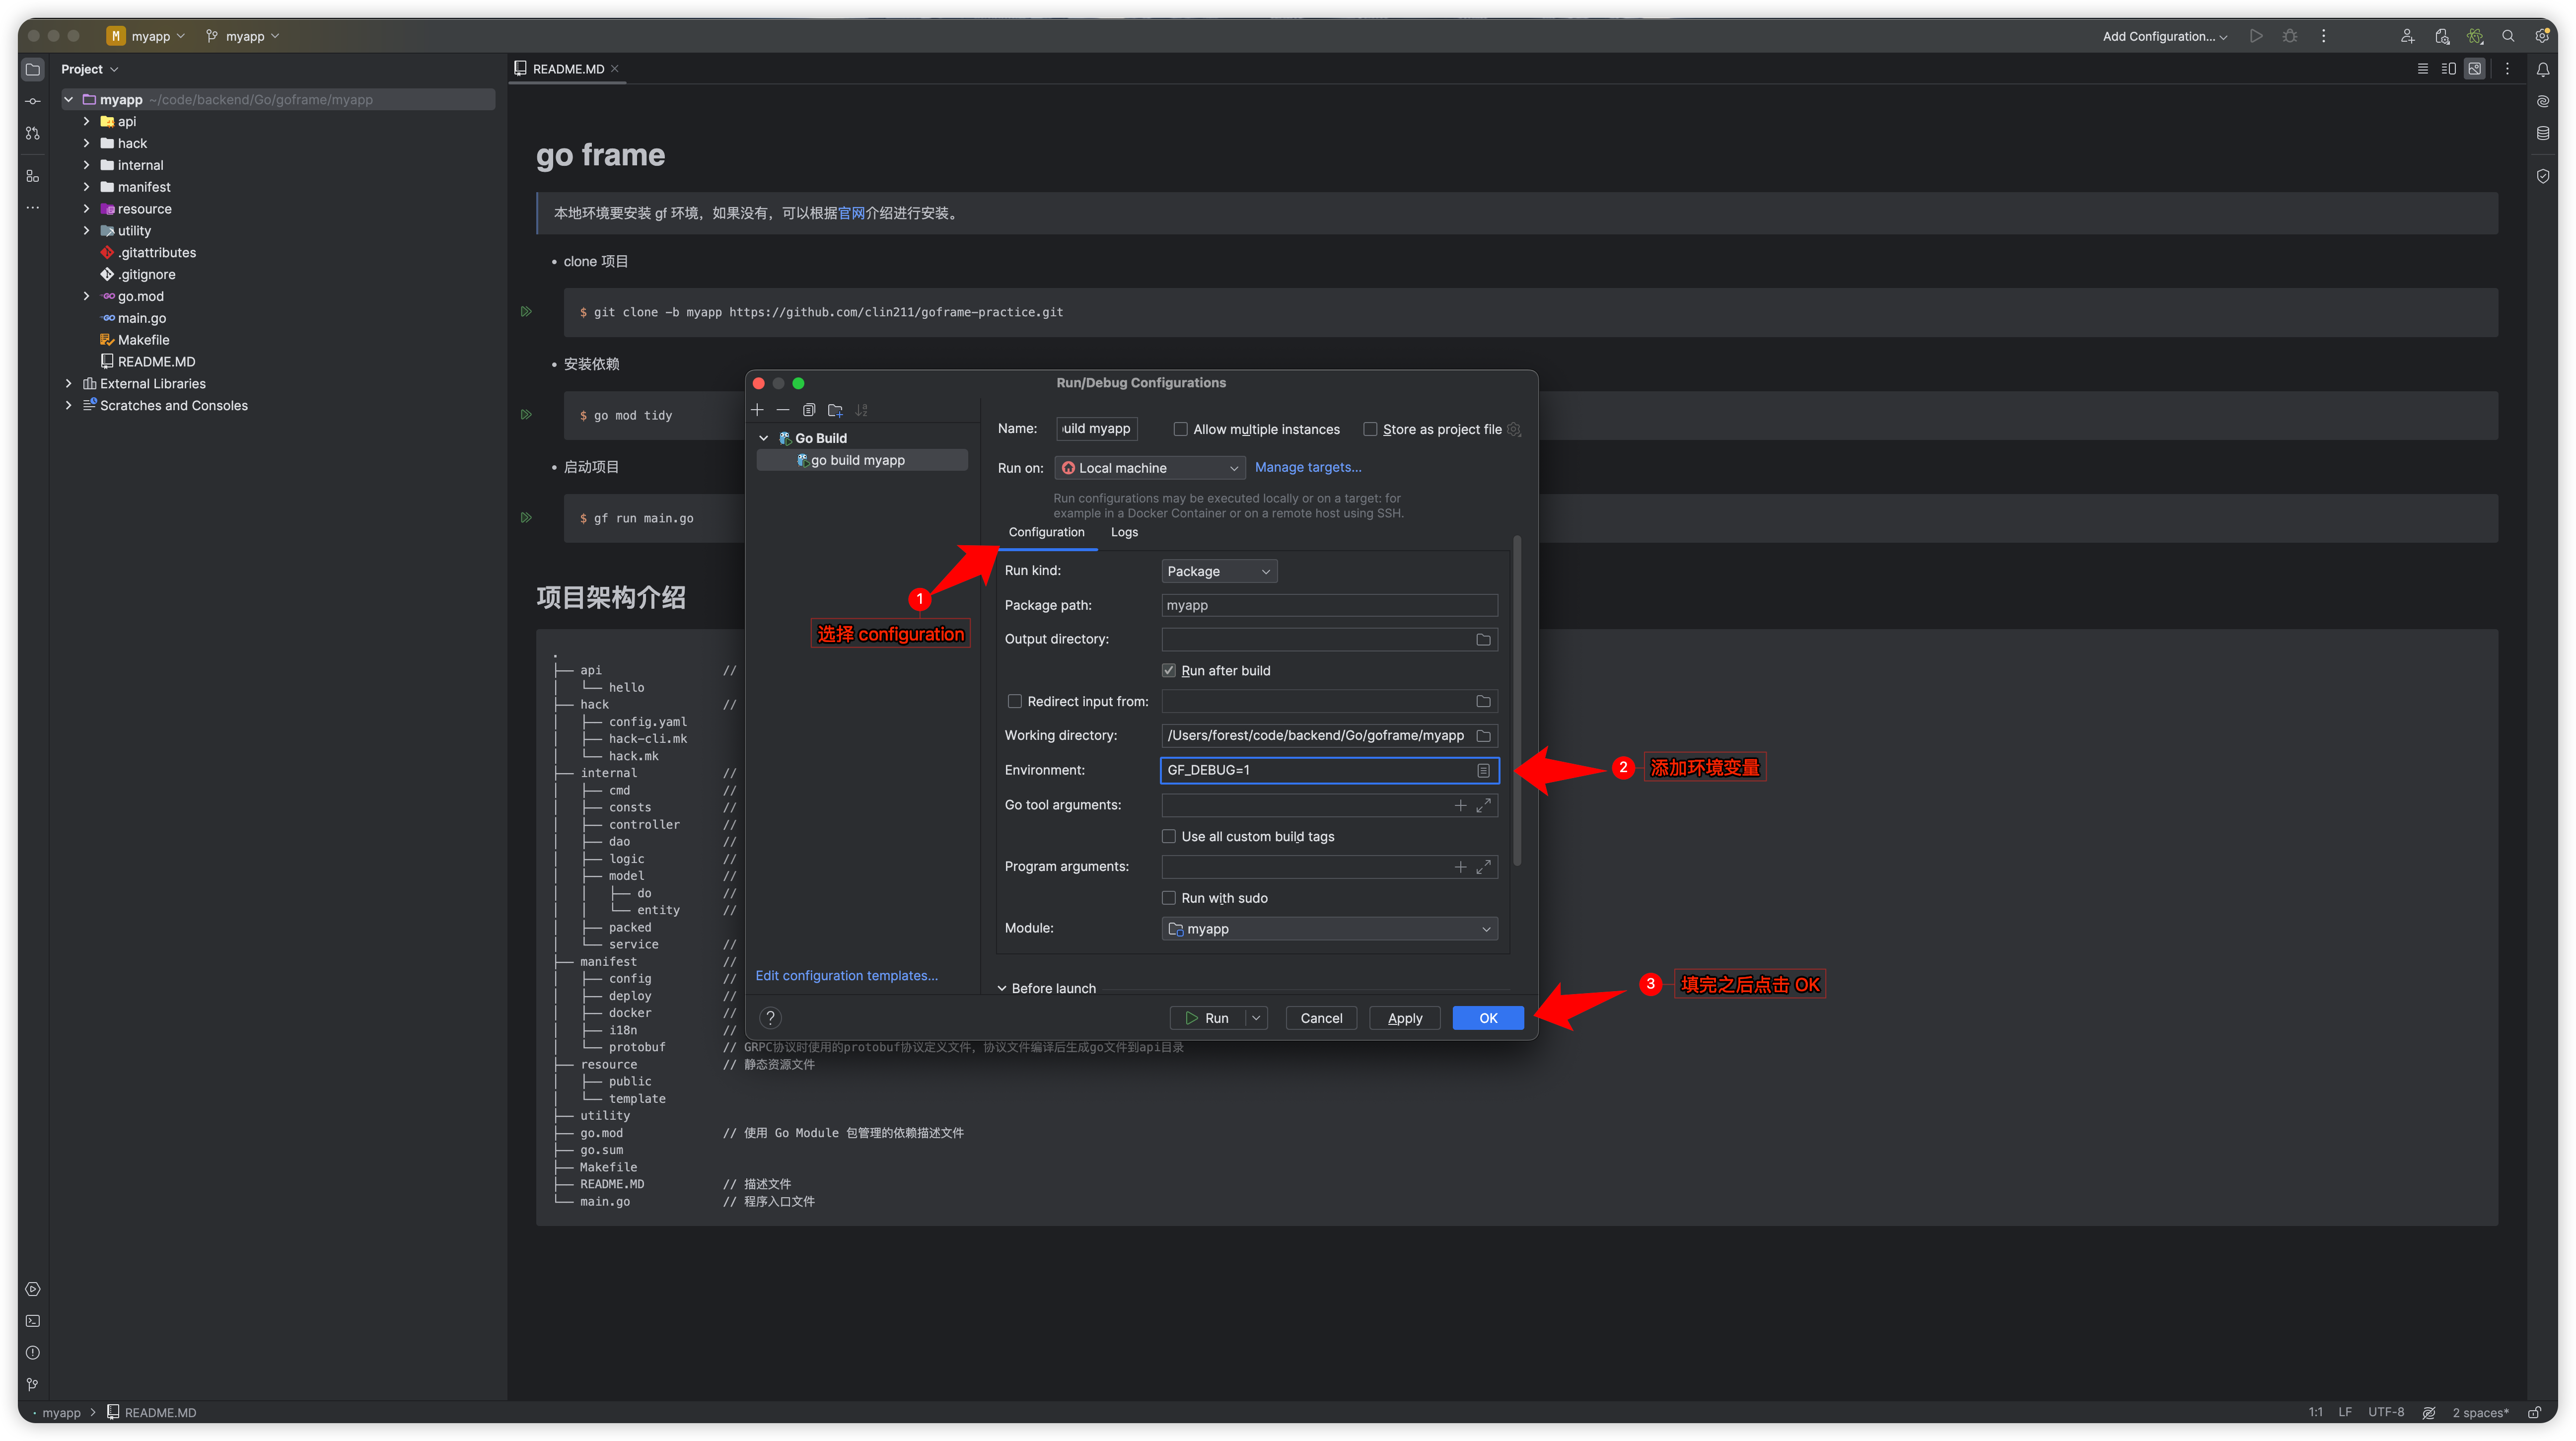 M myapp
myapp
Add Configuration...
Project
README.MD
myapp ~/code/backend/Go/goframe/myapp
api
hack
internal
manifest
resource
utility
.gitattributes
.gitignore
go.mod
main.go
Makefile
README.MD
External Libraries
Scratches and Consoles
go frame
本地环境要安装 gf 环境，如果没有，可以根据官网介绍进行安装。
• clone 项目
$ git clone -b myapp https://github.com/clin211/goframe-practice.git
• 安装依赖
$ go mod tidy
• 启动项目
$ gf run main.go
项目架构介绍
.
├── api //
│   └── hello
├── hack //
│   ├── config.yaml
│   ├── hack-cli.mk
│   └── hack.mk
├── internal //
│   ├── cmd //
│   ├── consts //
│   ├── controller //
│   ├── dao //
│   ├── logic //
│   ├── model //
│   │   ├── do //
│   │   └── entity //
│   ├── packed
│   └── service //
├── manifest //
│   ├── config //
│   ├── deploy //
│   ├── docker //
│   ├── i18n //
│   └── protobuf // GRPC协议时使用的protobuf协议定义文件，协议文件编译后生成go文件到api目录
├── resource // 静态资源文件
│   ├── public
│   └── template
├── utility
├── go.mod // 使用 Go Module 包管理的依赖描述文件
├── go.sum
├── Makefile
├── README.MD // 描述文件
└── main.go // 程序入口文件
Run/Debug Configurations
Go Build
go build myapp
Edit configuration templates...
Name: uild myapp
Allow multiple instances
Store as project file
Run on: Local machine
Manage targets...
Run configurations may be executed locally or on a target: for
example in a Docker Container or on a remote host using SSH.
Configuration
Logs
Run kind: Package
Package path: myapp
Output directory:
Run after build
Redirect input from:
Working directory: /Users/forest/code/backend/Go/goframe/myapp
Environment: GF_DEBUG=1
Go tool arguments:
Use all custom build tags
Program arguments:
Run with sudo
Module: myapp
Before launch
?
Run
Cancel
Apply
OK
1
选择 configuration
2
添加环境变量
3
填完之后点击 OK
myapp > README.MD
1:1 LF UTF-8 2 spaces*